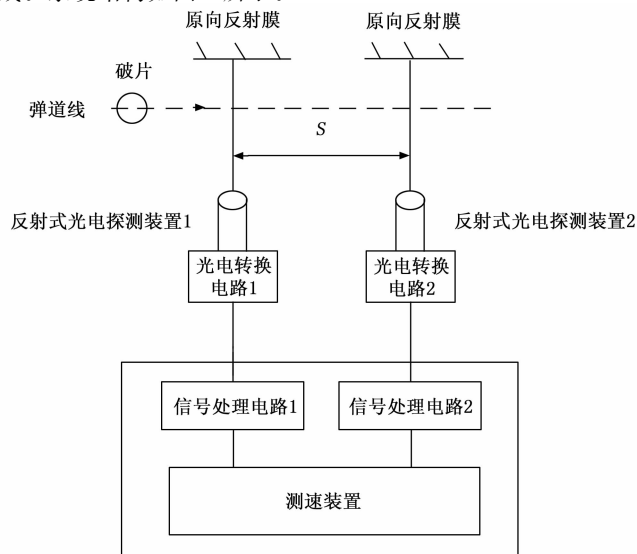 原向反射膜
原向反射膜
破片
弹道线
S
反射式光电探测装置1
反射式光电探测装置2
光电转换
电路1
光电转换
电路2
信号处理电路1
信号处理电路2
测速装置